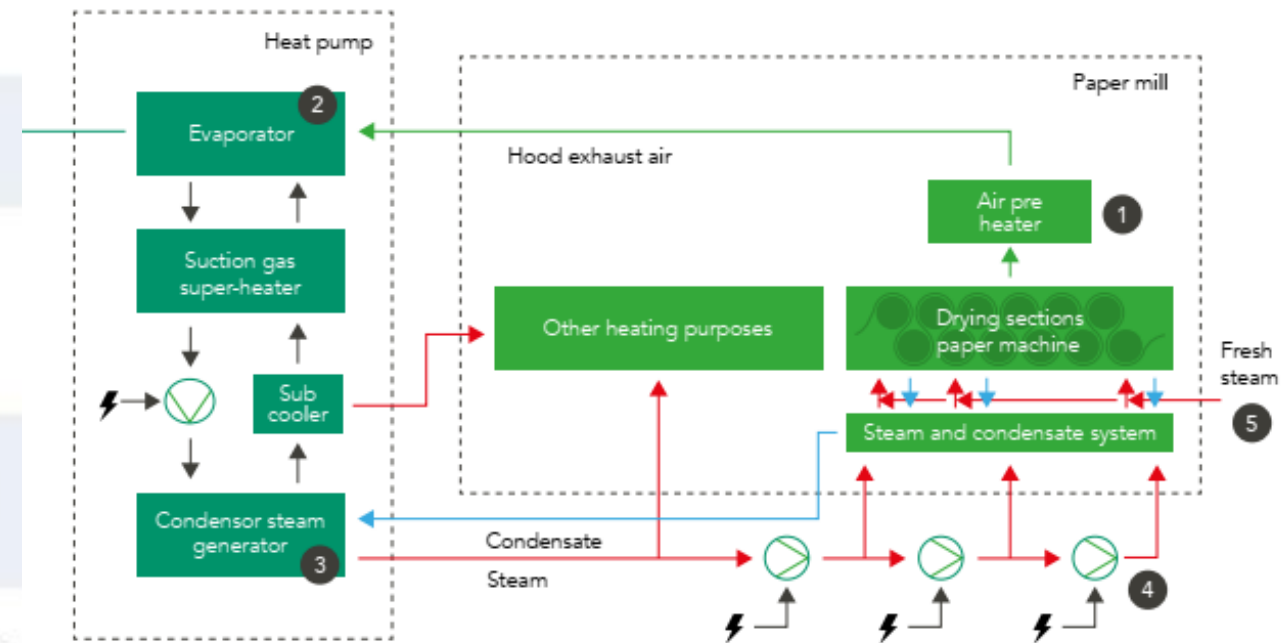 Heat pump
Paper mill
2
Evaporator
Hood exhaust air
Air pre
heater
1
Suction gas
super-heater
Other heating purposes
Drying sections
paper machine
Fresh
steam
Sub
cooler
5
Steam and condensate system
Condensor steam
generator
3
Condensate
Steam
4